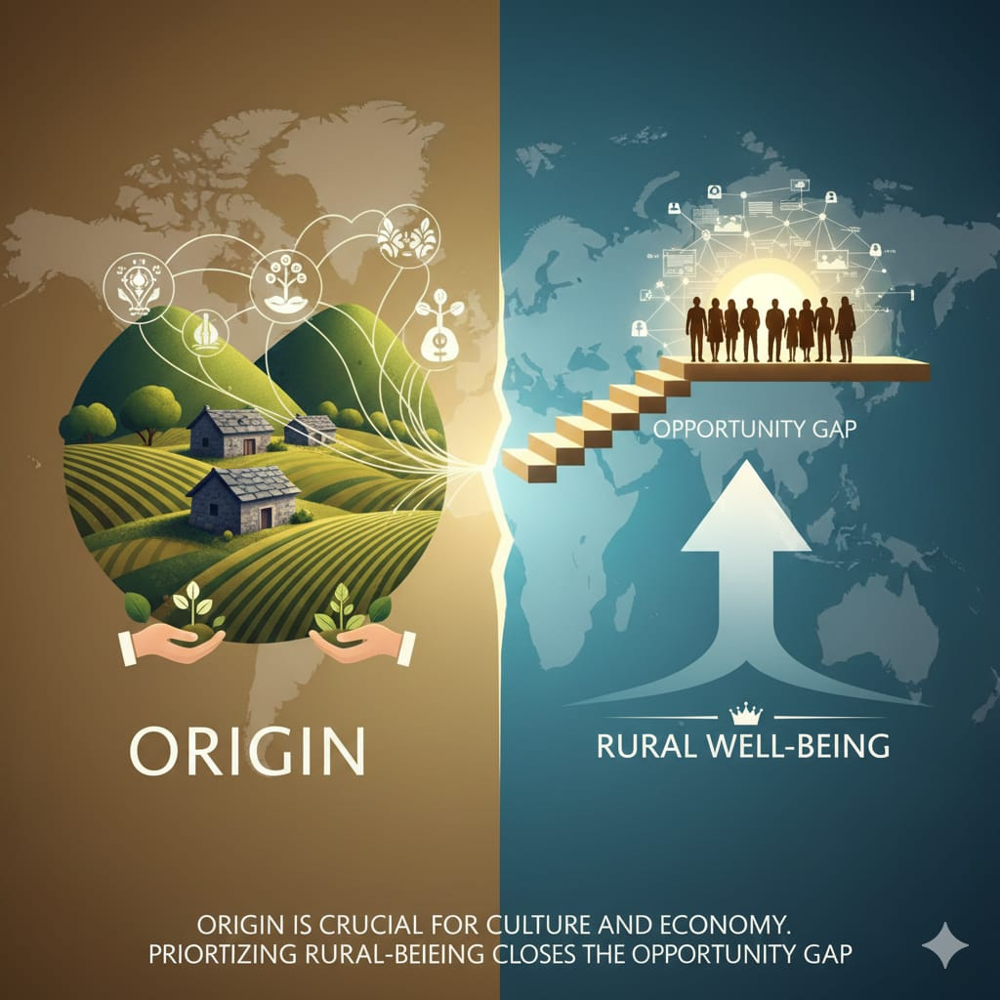 OPPORTUNITY GAP
ORIGIN
RURAL WELL-BEING
ORIGIN IS CRUCIAL FOR CULTURE AND ECONOMY.
PRIORTIZING RURAL-BEIEING CLOSES THE OPPORTUNITY GAP